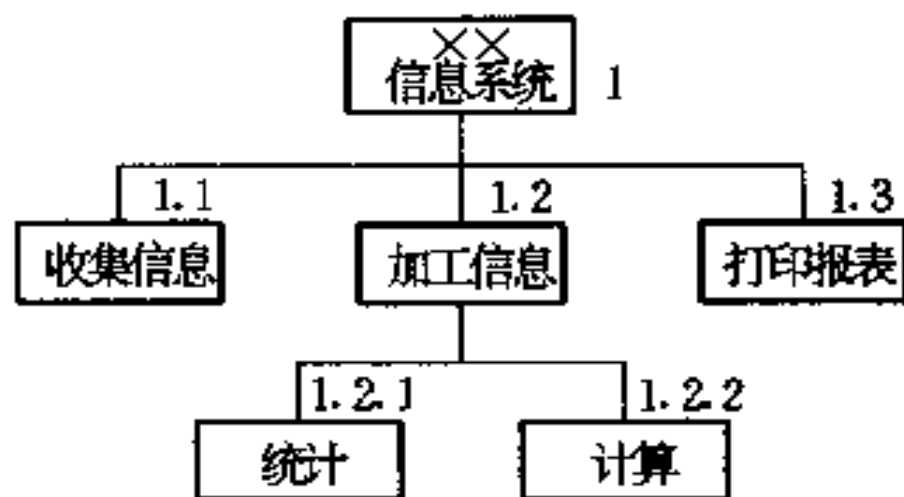 ××
信息系统 1
1.1 1.2 1.3
收集信息 加工信息 打印报表
1.2.1 1.2.2
统计 计算